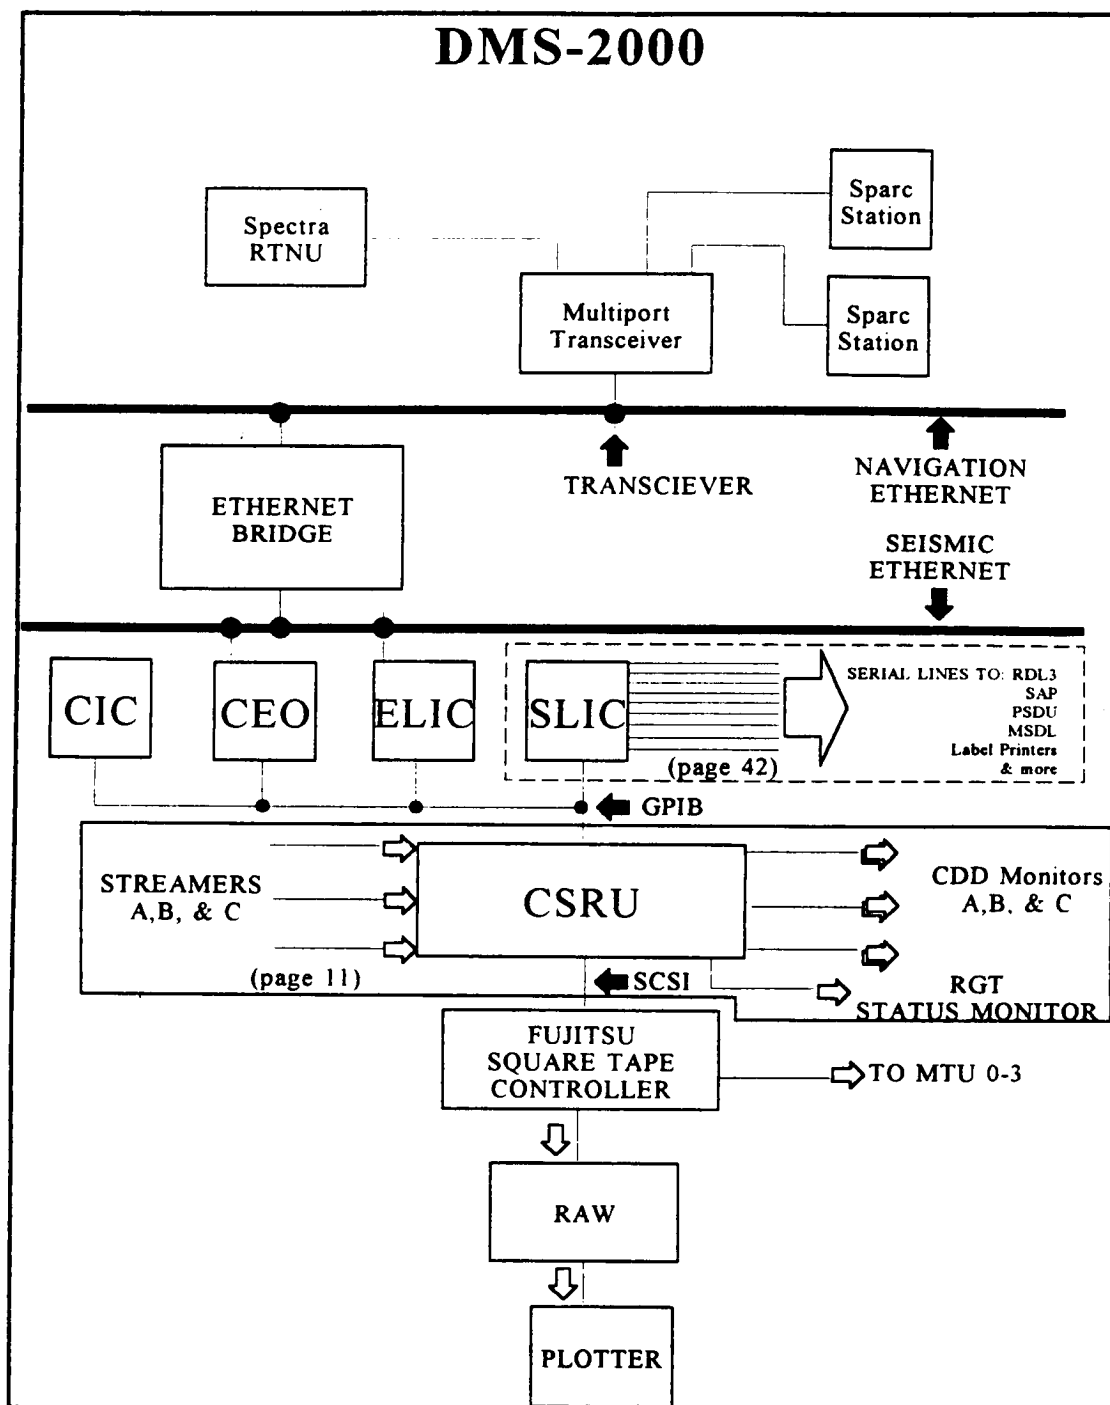 DMS-2000
Spectra
RTNU
Sparc
Station
Multiport
Transceiver
Sparc
Station
TRANSCIEVER
NAVIGATION
ETHERNET
ETHERNET
BRIDGE
SEISMIC
ETHERNET
CIC
CEO
ELIC
SLIC
(page 42)
SERIAL LINES TO: RDL3
SAP
PSDU
MSDL
Label Printers
& more
GPIB
STREAMERS
A,B, & C
(page 11)
CSRU
CDD Monitors
A,B, & C
SCSI
RGT
STATUS MONITOR
FUJITSU
SQUARE TAPE
CONTROLLER
TO MTU 0-3
RAW
PLOTTER